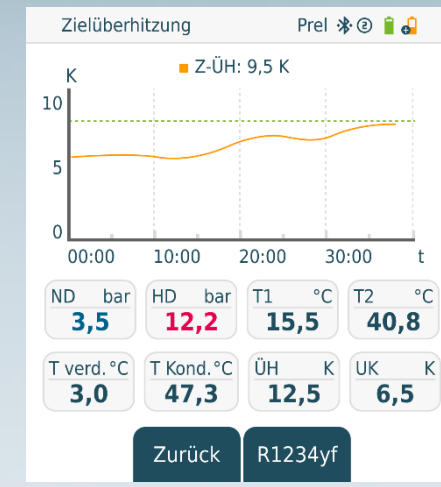 Zielüberhitzung Prel ②
K
Z-ÜH: 9,5 K
10
5
0
00:00 10:00 20:00 30:00 t
ND bar HD bar T1 °C T2 °C
3,5 12,2 15,5 40,8
T verd. °C T Kond. °C ÜH K UK K
3,0 47,3 12,5 6,5
Zurück R1234yf